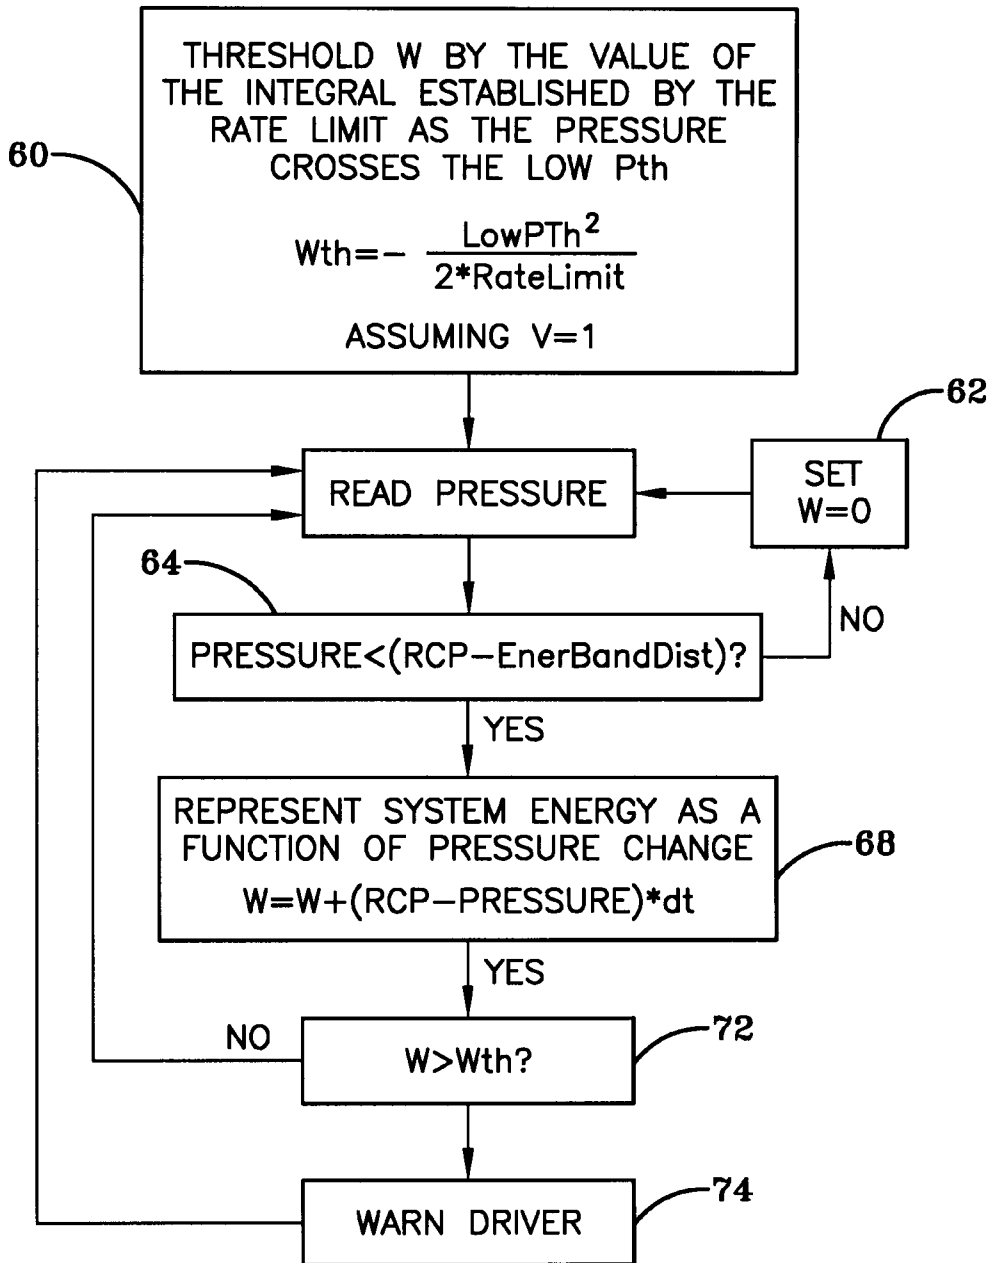 THRESHOLD W BY THE VALUE OF
THE INTEGRAL ESTABLISHED BY THE
RATE LIMIT AS THE PRESSURE
CROSSES THE LOW Pth
60
Wth=- LowPTh²
2*RateLimit
ASSUMING V=1
62
READ PRESSURE
SET
W=0
64
NO
PRESSURE<(RCP-EnerBandDist)?
YES
REPRESENT SYSTEM ENERGY AS A
FUNCTION OF PRESSURE CHANGE
W=W+(RCP-PRESSURE)*dt
68
YES
NO
W>Wth?
72
WARN DRIVER
74